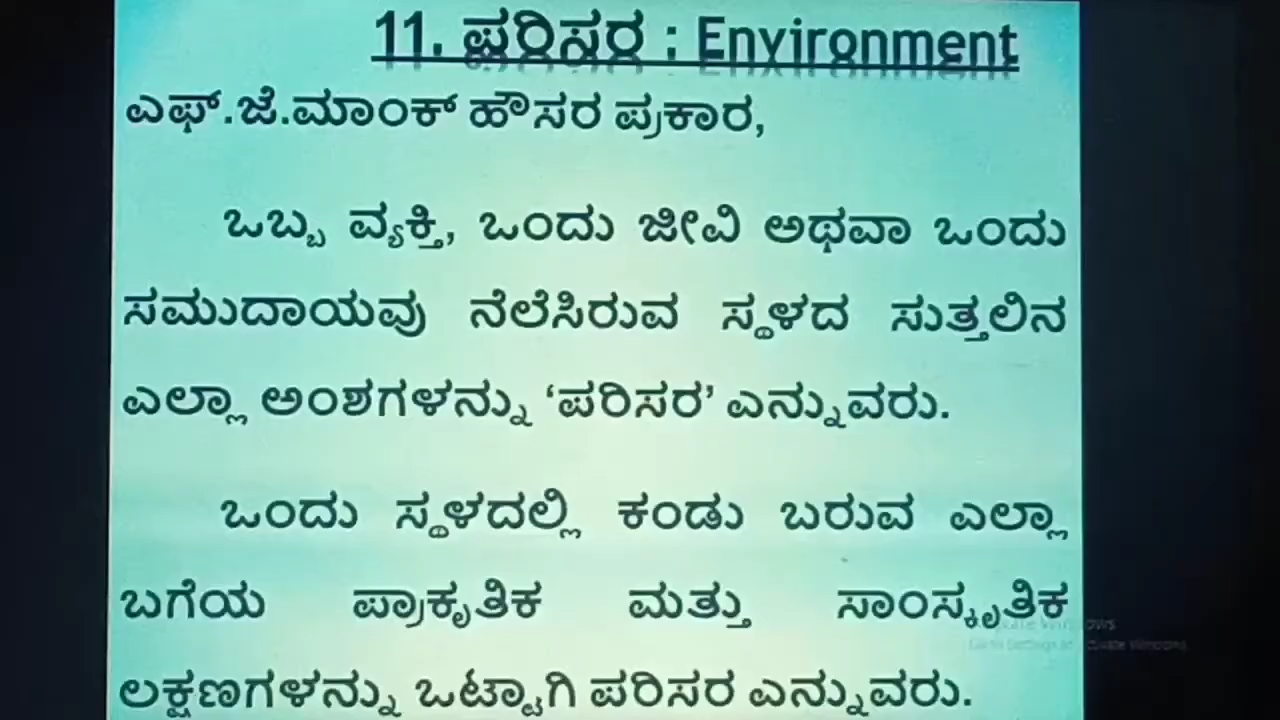 11. ಪರಿಸರ : Environment
ಎಫ್.ಜೆ.ಮಾಂಕ್ ಹೌಸರ ಪ್ರಕಾರ,
ಒಬ್ಬ ವ್ಯಕ್ತಿ, ಒಂದು ಜೀವಿ ಅಥವಾ ಒಂದು
ಸಮುದಾಯವು ನೆಲೆಸಿರುವ ಸ್ಥಳದ ಸುತ್ತಲಿನ
ಎಲ್ಲಾ ಅಂಶಗಳನ್ನು ‘ಪರಿಸರ’ ಎನ್ನುವರು.
ಒಂದು ಸ್ಥಳದಲ್ಲಿ ಕಂಡು ಬರುವ ಎಲ್ಲಾ
ಬಗೆಯ ಪ್ರಾಕೃತಿಕ ಮತ್ತು ಸಾಂಸ್ಕೃತಿಕ
ಲಕ್ಷಣಗಳನ್ನು ಒಟ್ಟಾಗಿ ಪರಿಸರ ಎನ್ನುವರು.